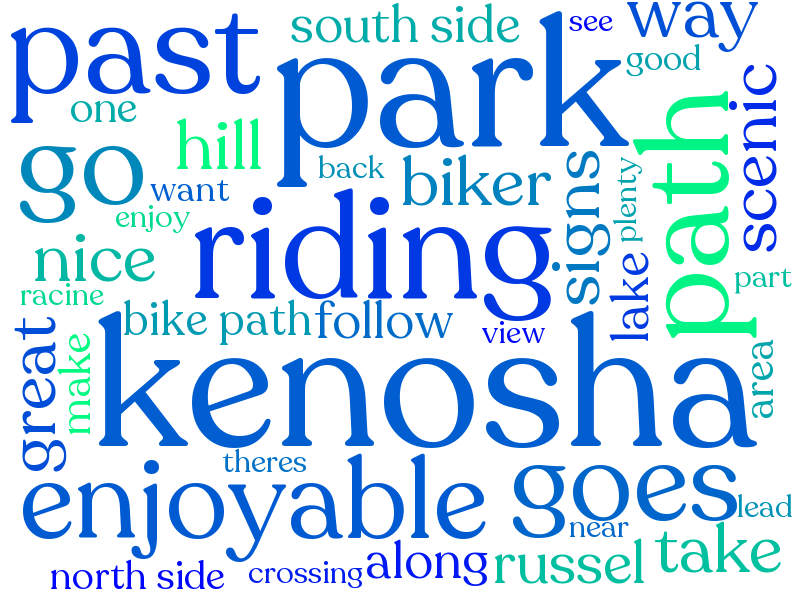 past
south side
see
way
park
good
one
hill
scenic
go
back
biker
path
want
signs
plenty
enjoy
riding
nice
lake
racine
part
bike path
follow
view
great
make
kenosha
area
theres
enjoyable
goes
lead
near
north side
crossing
along
russel
take